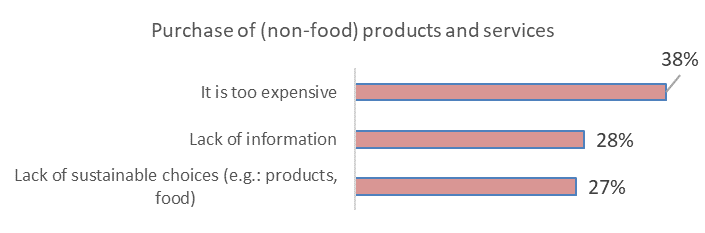 Purchase of (non-food) products and services
38%
It is too expensive
Lack of information
28%
Lack of sustainable choices (e.g.: products,
food)
27%